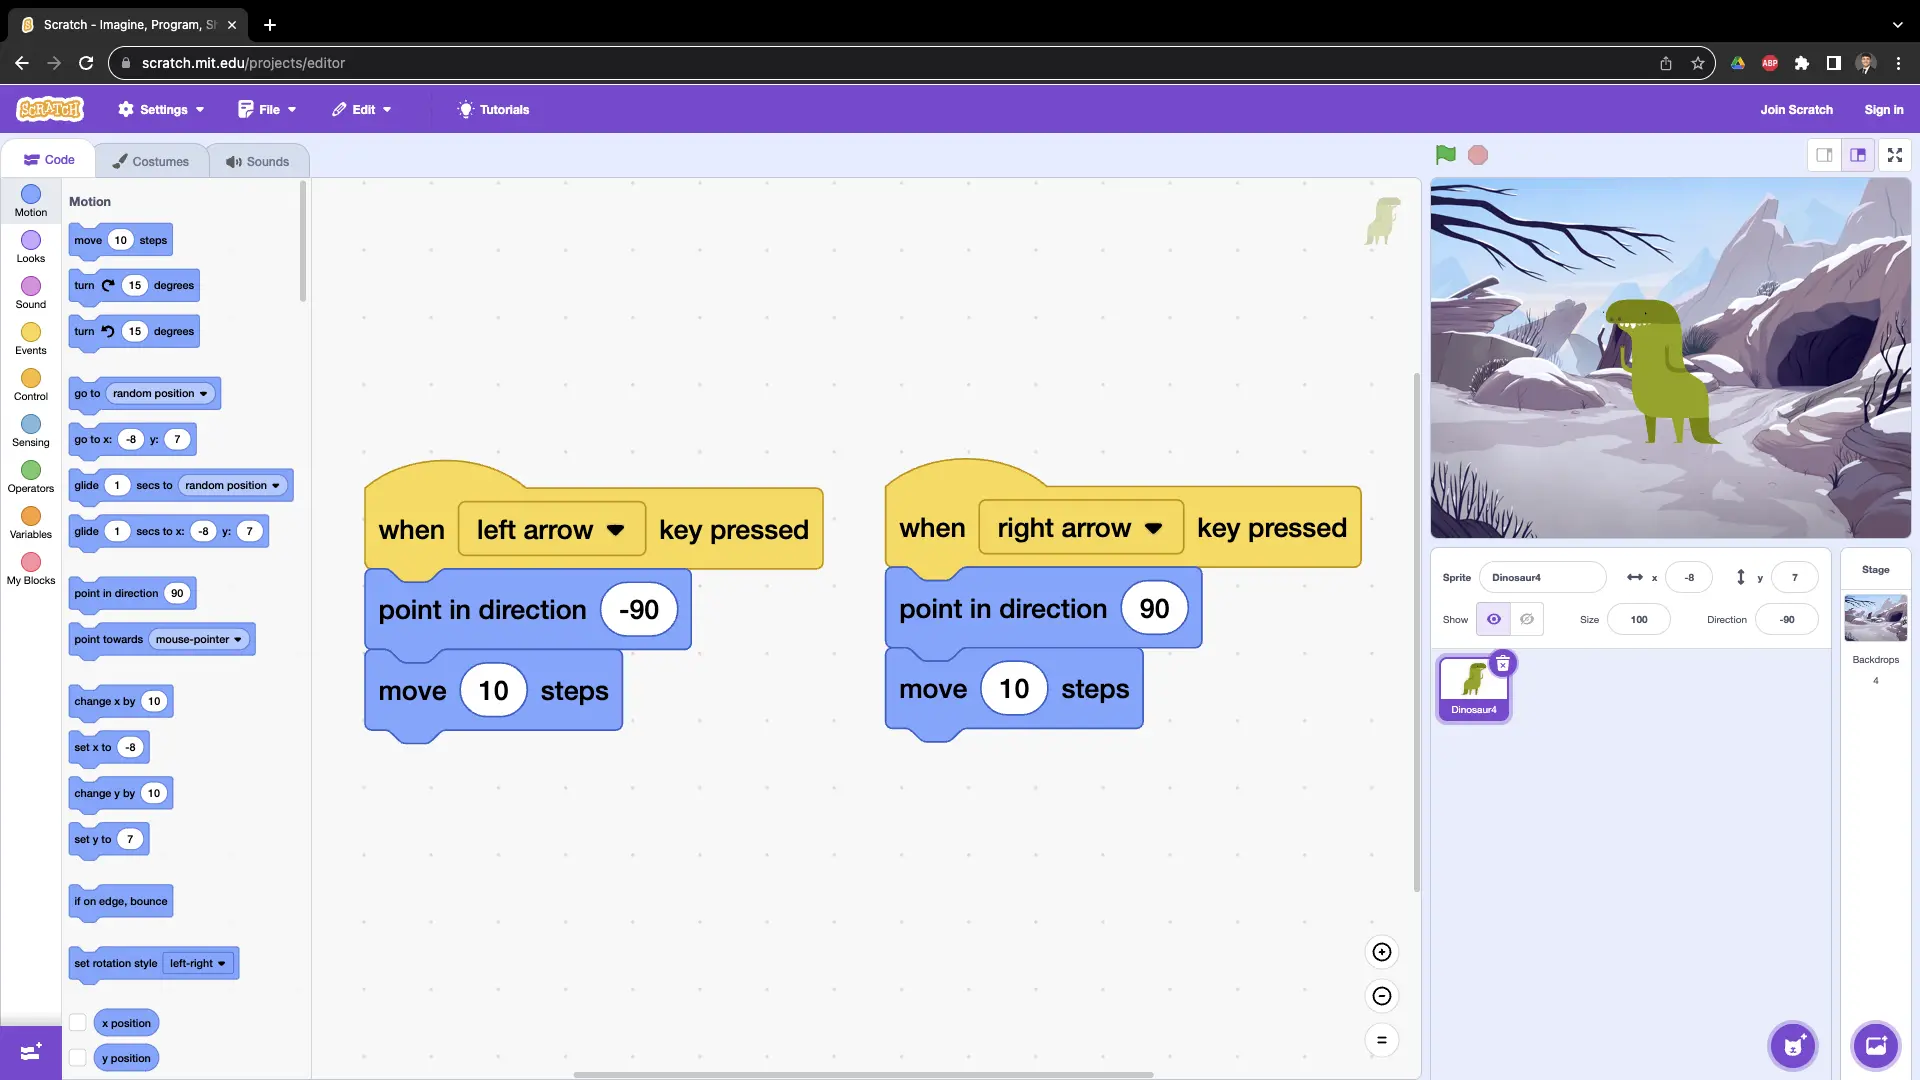 Scratch - Imagine, Program, Sh
scratch.mit.edu/projects/editor
ABP
SCRATCH
Settings
File
Edit
Tutorials
Join Scratch
Sign in
Code
Costumes
Sounds
Motion
Looks
Sound
Events
Control
Sensing
Operators
Variables
My Blocks
Motion
move 10 steps
turn 15 degrees
turn 15 degrees
go to random position
go to x: -8 y: 7
glide 1 secs to random position
glide 1 secs to x: -8 y: 7
point in direction 90
point towards mouse-pointer
change x by 10
set x to -8
change y by 10
set y to 7
if on edge, bounce
set rotation style left-right
x position
y position
when left arrow key pressed
point in direction -90
move 10 steps
when right arrow key pressed
point in direction 90
move 10 steps
Sprite Dinosaur4 x -8 y 7
Show Size 100 Direction -90
Dinosaur4
Stage
Backdrops
4